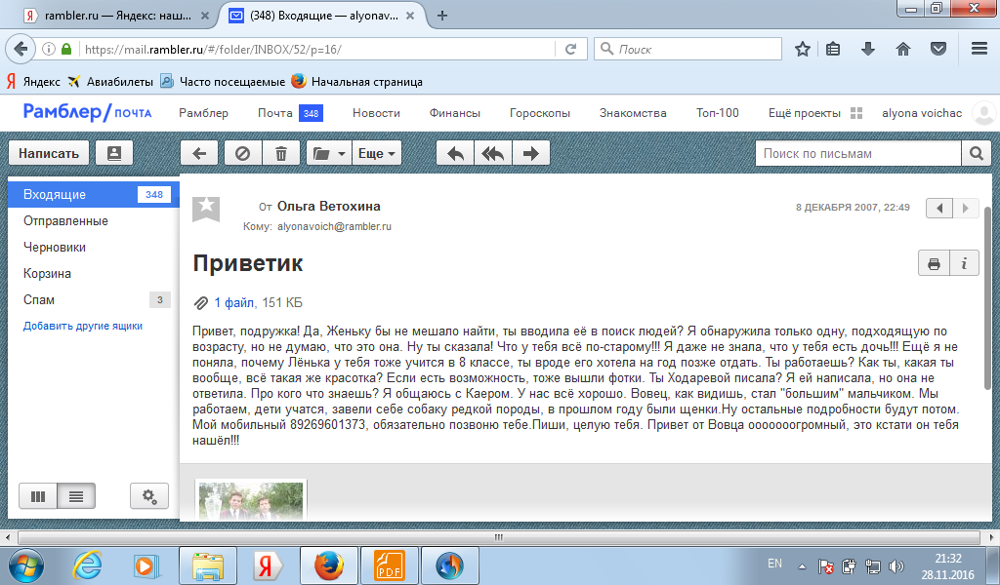 rambler.ru — Яндекс: наш...
(348) Входящие — alyonav...
https://mail.rambler.ru/#/folder/INBOX/52/p=16/
Поиск
Яндекс Авиабилеты Часто посещаемые Начальная страница
Рамблер/почта Рамблер Почта 348 Новости Финансы Гороскопы Знакомства Топ-100 Ещё проекты alyona voichac
Написать Еще Поиск по письмам
Входящие 348
Отправленные
Черновики
Корзина
Спам 3
Добавить другие ящики
От Ольга Ветохина 8 ДЕКАБРЯ 2007, 22:49
Кому: alyonavoich@rambler.ru
Приветик
1 файл, 151 КБ
Привет, подружка! Да, Женьку бы не мешало найти, ты вводила её в поиск людей? Я обнаружила только одну, подходящую по
возрасту, но не думаю, что это она. Ну ты сказала! Что у тебя всё по-старому!!! Я даже не знала, что у тебя есть дочь!!! Ещё я не
поняла, почему Лёнька у тебя тоже учится в 8 классе, ты вроде его хотела на год позже отдать. Ты работаешь? Как ты, какая ты
вообще, всё такая же красотка? Если есть возможность, тоже вышли фотки. Ты Ходаревой писала? Я ей написала, но она не
ответила. Про кого что знаешь? Я общаюсь с Каером. У нас всё хорошо. Вовец, как видишь, стал "большим" мальчиком. Мы
работаем, дети учатся, завели себе собаку редкой породы, в прошлом году были щенки.Ну остальные подробности будут потом.
Мой мобильный 89269601373, обязательно позвоню тебе.Пиши, целую тебя. Привет от Вовца ооооооогромный, это кстати он тебя
нашёл!!!
EN
21:32
28.11.2016
PDF